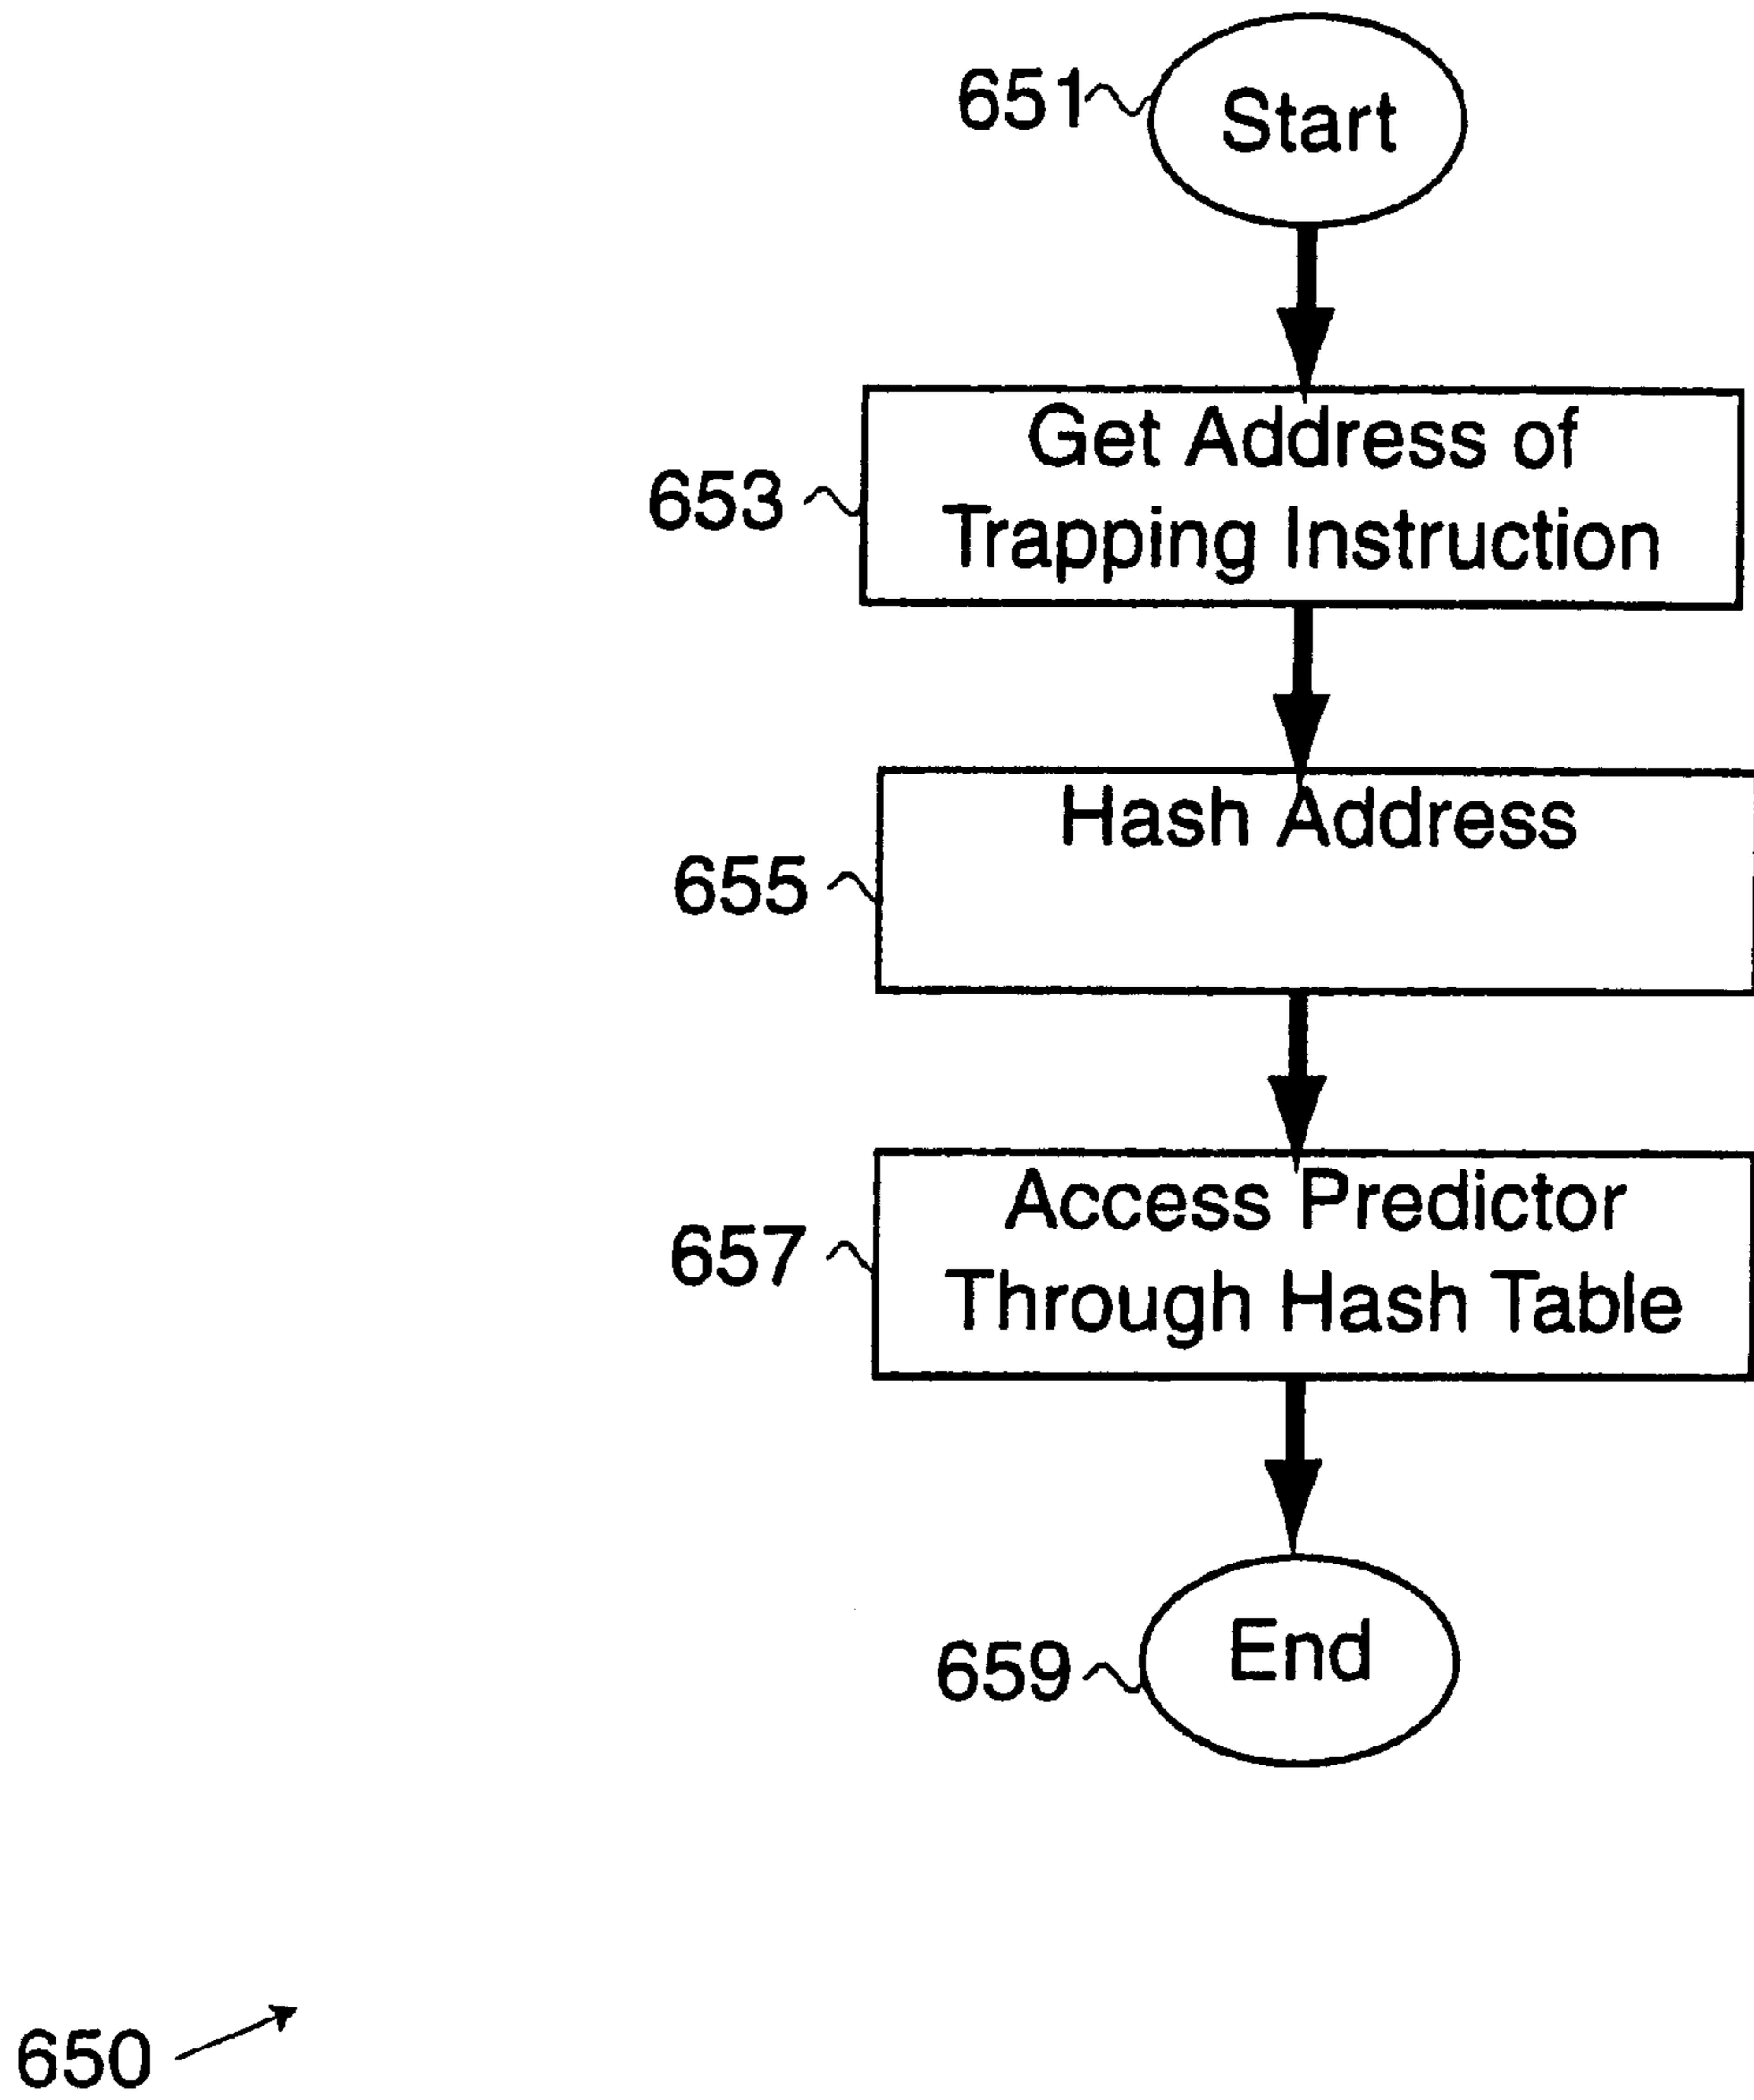 651
Start
653
Get Address of
Trapping Instruction
655
Hash Address
657
Access Predictor
Through Hash Table
659
End
650